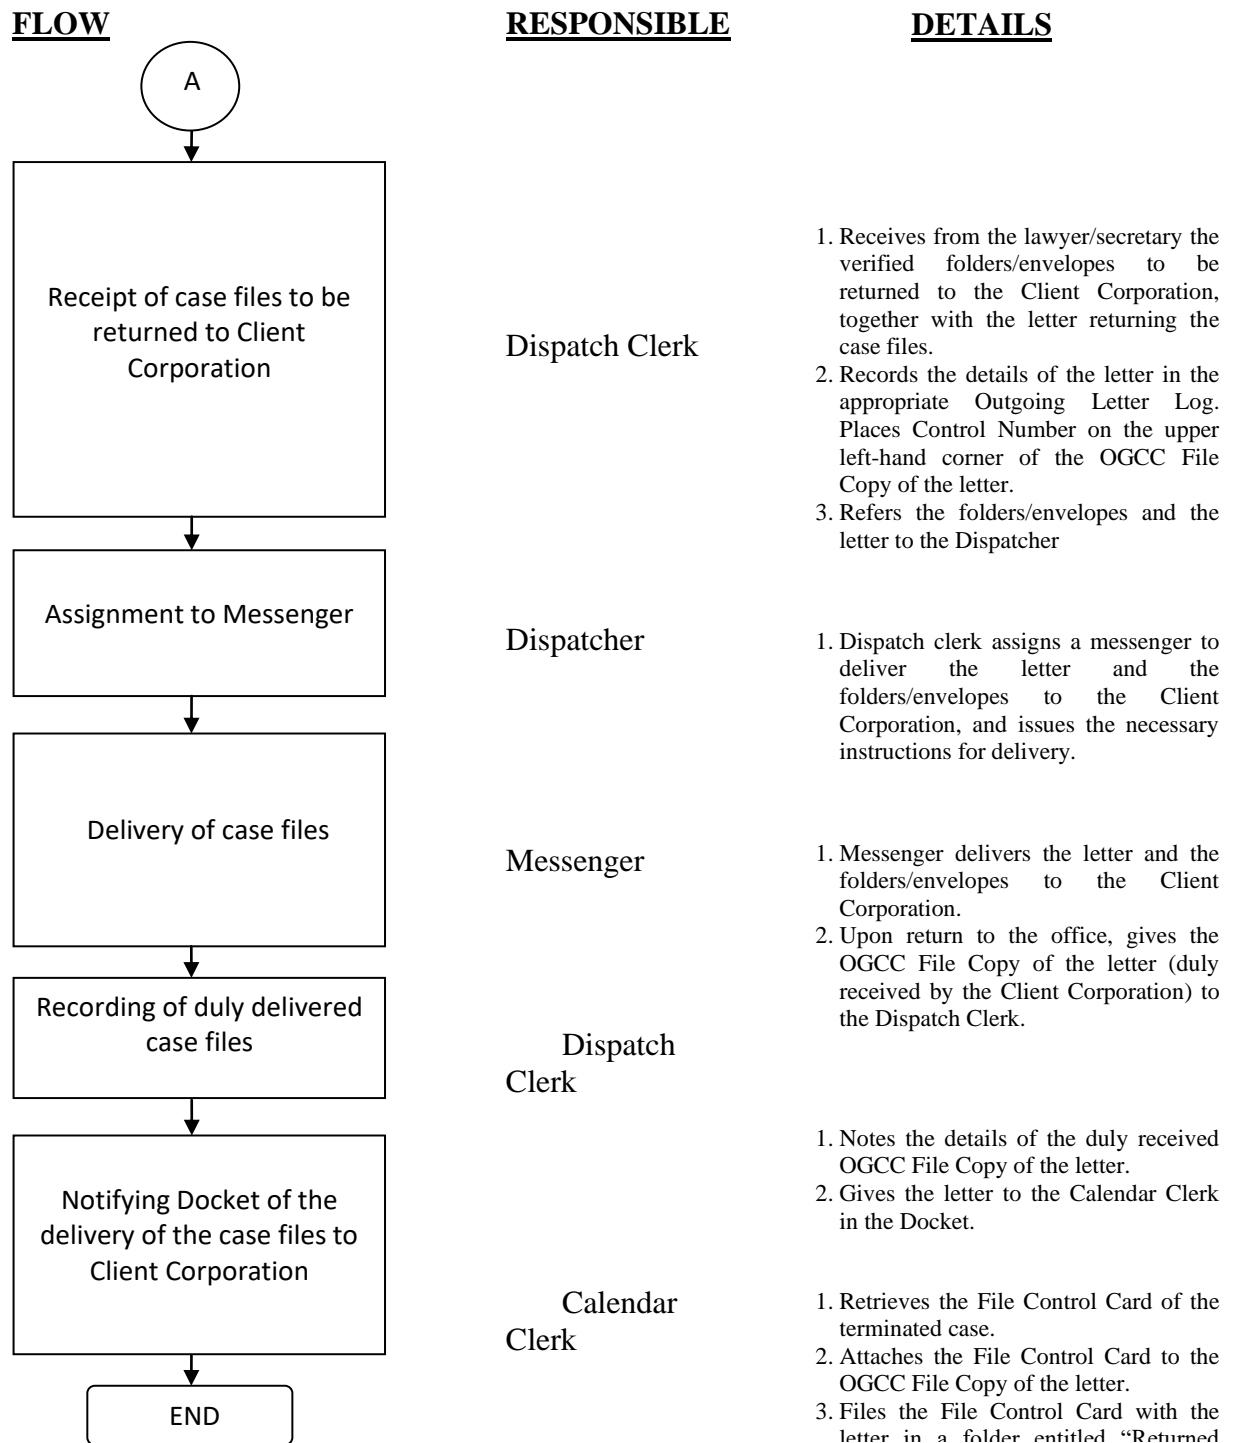 FLOW
RESPONSIBLE
DETAILS
A
Receipt of case files to be
returned to Client
Corporation
Dispatch Clerk
1. Receives from the lawyer/secretary the
verified folders/envelopes to be
returned to the Client Corporation,
together with the letter returning the
case files.
2. Records the details of the letter in the
appropriate Outgoing Letter Log.
Places Control Number on the upper
left-hand corner of the OGCC File
Copy of the letter.
3. Refers the folders/envelopes and the
letter to the Dispatcher
Assignment to Messenger
Dispatcher
1. Dispatch clerk assigns a messenger to
deliver the letter and the
folders/envelopes to the Client
Corporation, and issues the necessary
instructions for delivery.
Delivery of case files
Messenger
1. Messenger delivers the letter and the
folders/envelopes to the Client
Corporation.
2. Upon return to the office, gives the
OGCC File Copy of the letter (duly
received by the Client Corporation) to
the Dispatch Clerk.
Recording of duly delivered
case files
Dispatch
Clerk
1. Notes the details of the duly received
OGCC File Copy of the letter.
2. Gives the letter to the Calendar Clerk
in the Docket.
Notifying Docket of the
delivery of the case files to
Client Corporation
Calendar
Clerk
1. Retrieves the File Control Card of the
terminated case.
2. Attaches the File Control Card to the
OGCC File Copy of the letter.
3. Files the File Control Card with the
letter in a folder entitled “Returned
END